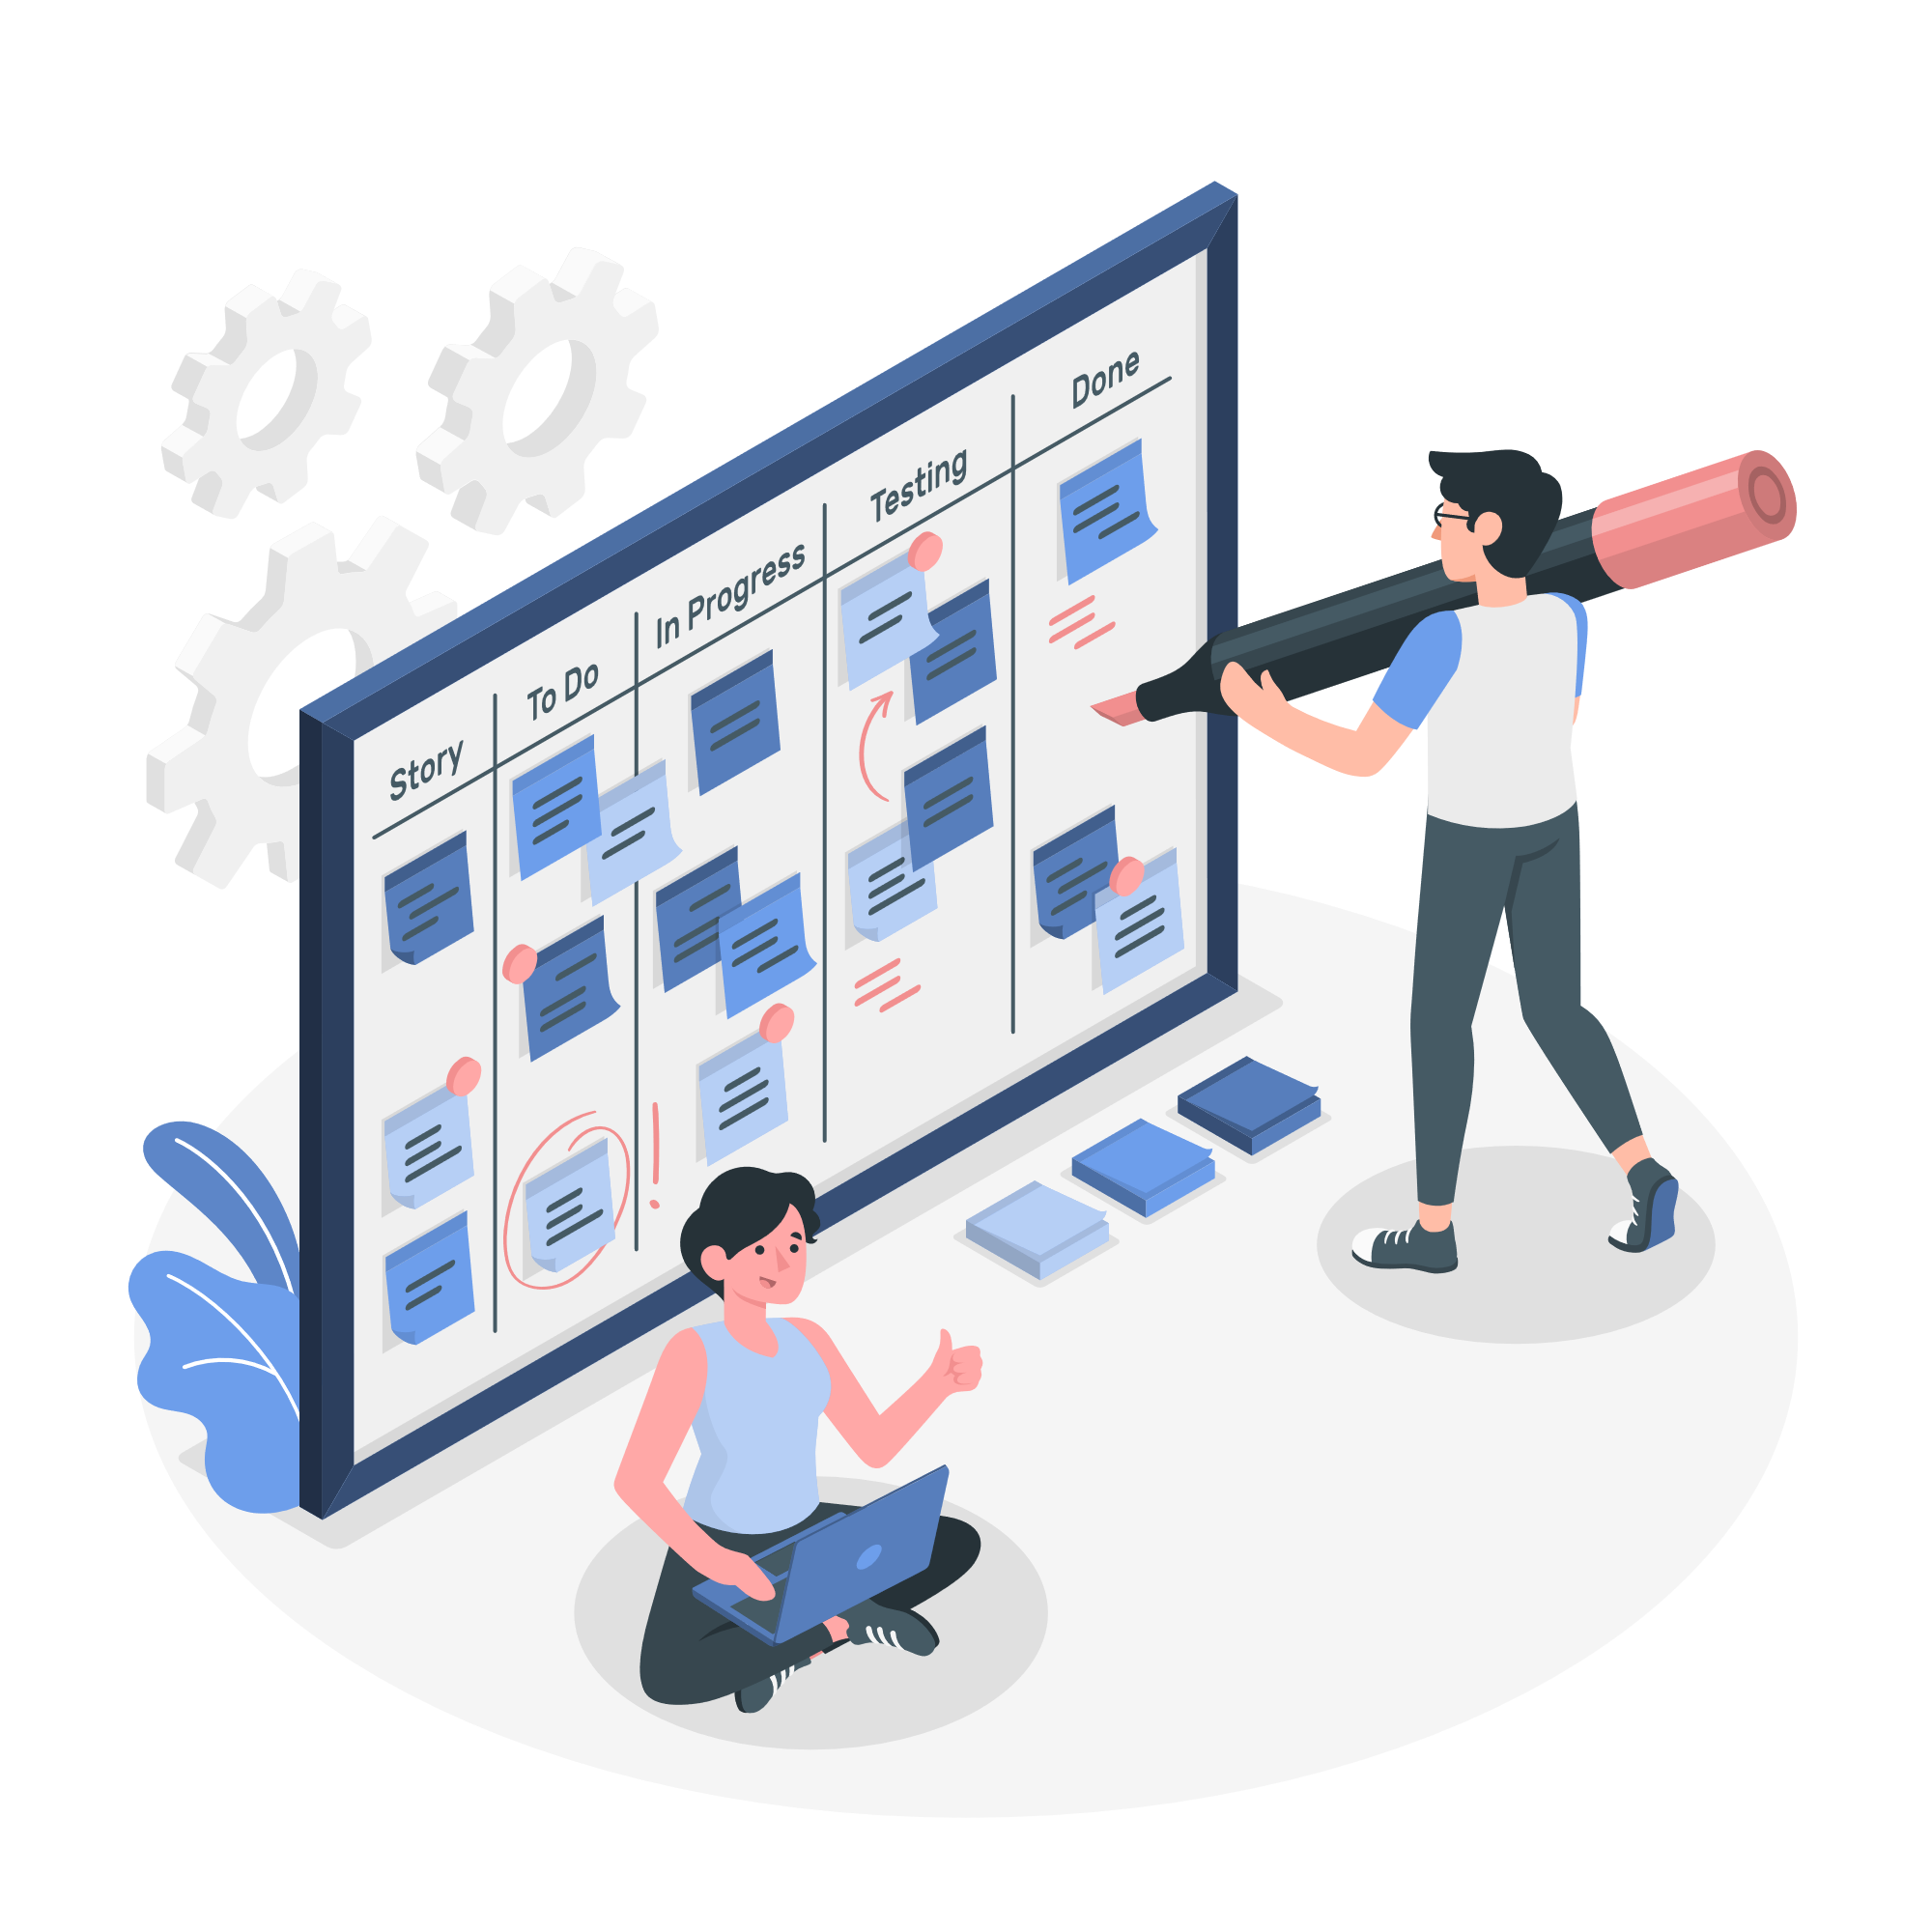 Story
To Do
In Progress
Testing
Done
!